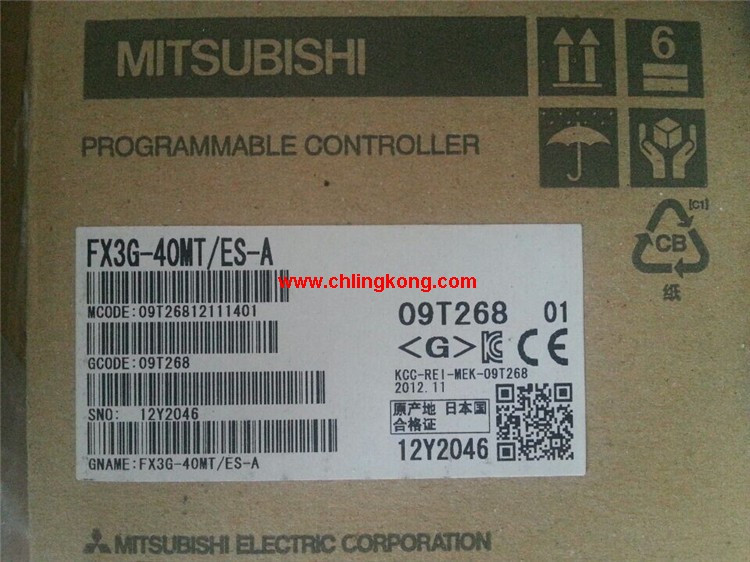 MITSUBISHI
6
PROGRAMMABLE CONTROLLER
[C1]
CB
纸
FX3G-40MT/ES-A
www.chlingkong.com
MCODE:09T26812111401
09T268 01
GCODE:09T268
<G> KC CE
KCC-REI-MEK-09T268
2012.11
SNO: 12Y2046
原产地 日本国
合格证
12Y2046
GNAME:FX3G-40MT/ES-A
MITSUBISHI ELECTRIC CORPORATION